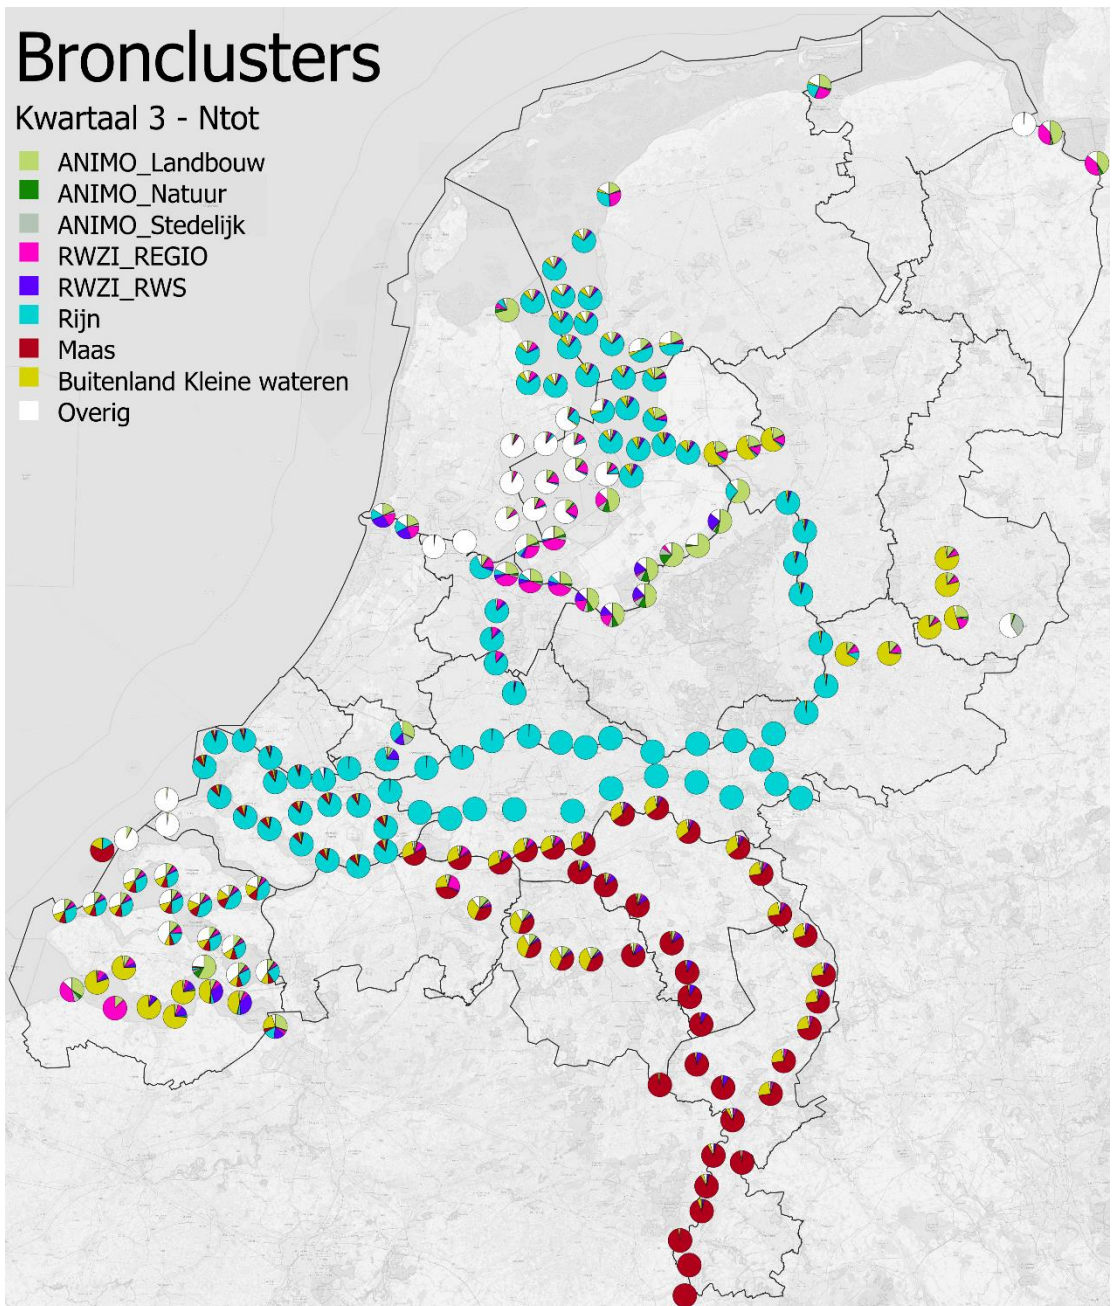 Bronclusters
Kwartaal 3 - Ntot
ANIMO_Landbouw
ANIMO_Natuur
ANIMO_Stedelijk
RWZI_REGIO
RWZI_RWS
Rijn
Maas
Buitenland Kleine wateren
Overig